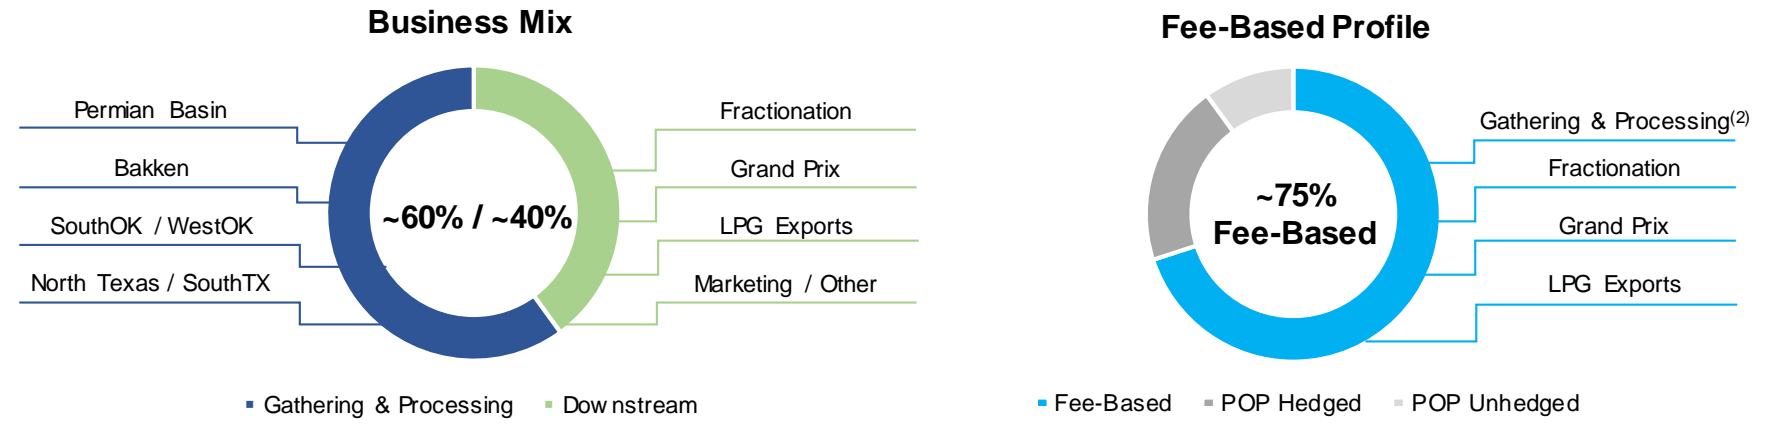 Business Mix
Permian Basin
Bakken
SouthOK / WestOK
North Texas / SouthTX
~60% / ~40%
Fractionation
Grand Prix
LPG Exports
Marketing / Other
Gathering & Processing
Downstream
Fee-Based Profile
~75%
Fee-Based
Gathering & Processing(2)
Fractionation
Grand Prix
LPG Exports
Fee-Based
POP Hedged
POP Unhedged